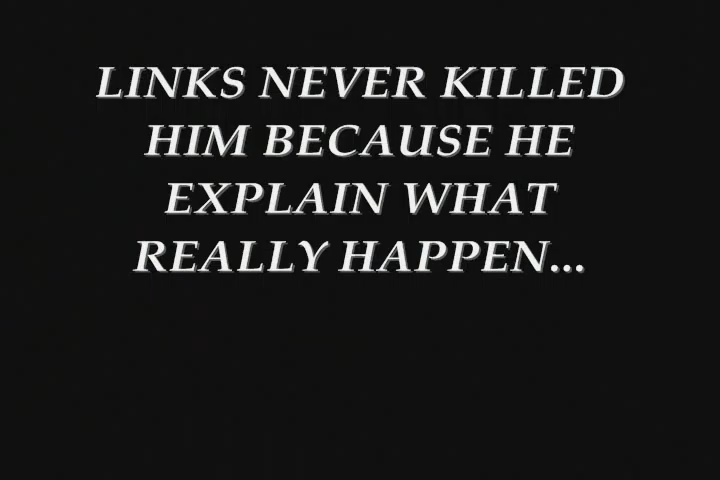 LINKS NEVER KILLED
HIM BECAUSE HE
EXPLAIN WHAT
REALLY HAPPEN...